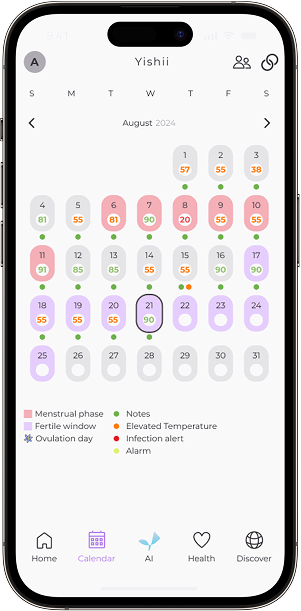 A
Yishii
S M T W T F S
August 2024
1 2 3
57 55 38
4 5 6 7 8 9 10
81 55 81 90 20 55 55
11 12 13 14 15 16 17
91 85 85 55 55 90 90
18 19 20 21 22 23 24
55 55 55 90
25 26 27 28 29 30 31
Menstrual phase Notes
Fertile window Elevated Temperature
Ovulation day Infection alert
Alarm
Home Calendar AI Health Discover